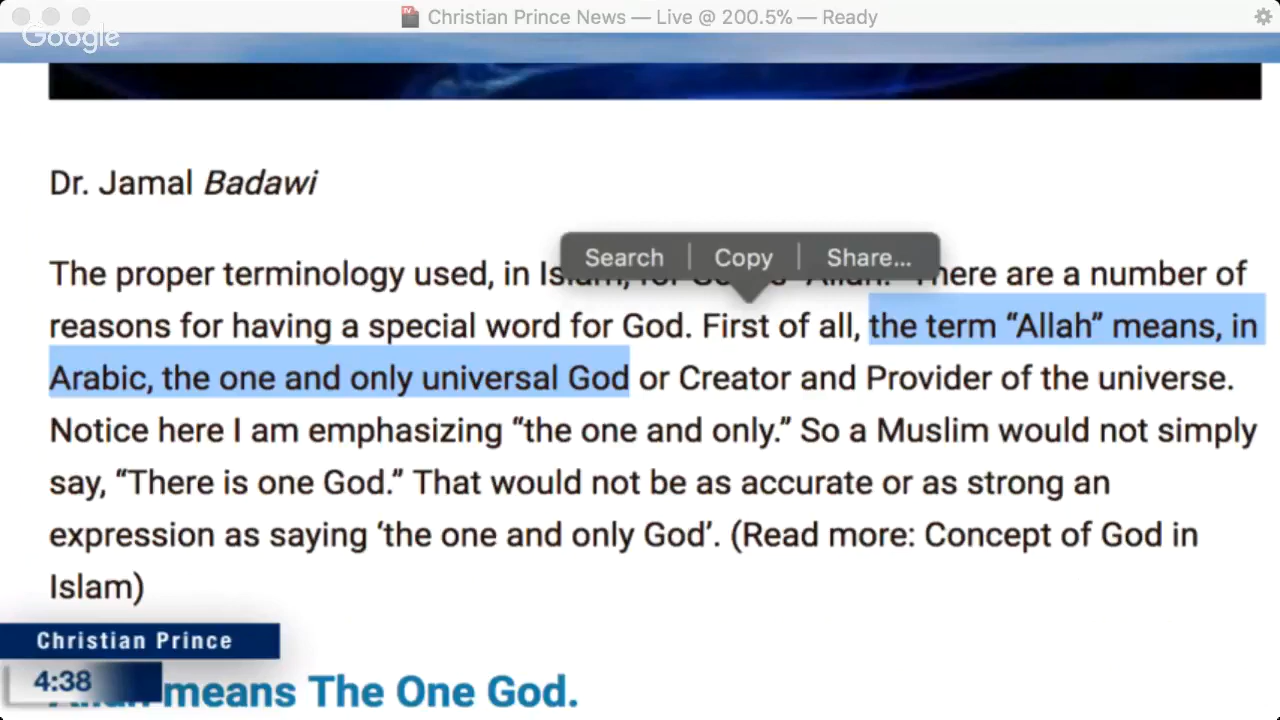 Christian Prince News — Live @ 200.5% — Ready
Google
Dr. Jamal Badawi
Search Copy Share...
The proper terminology used, in Islam, for “Allah.” There are a number of
reasons for having a special word for God. First of all, the term “Allah” means, in
Arabic, the one and only universal God or Creator and Provider of the universe.
Notice here I am emphasizing “the one and only.” So a Muslim would not simply
say, “There is one God.” That would not be as accurate or as strong an
expression as saying ‘the one and only God’. (Read more: Concept of God in
Islam)
Christian Prince
4:38
means The One God.